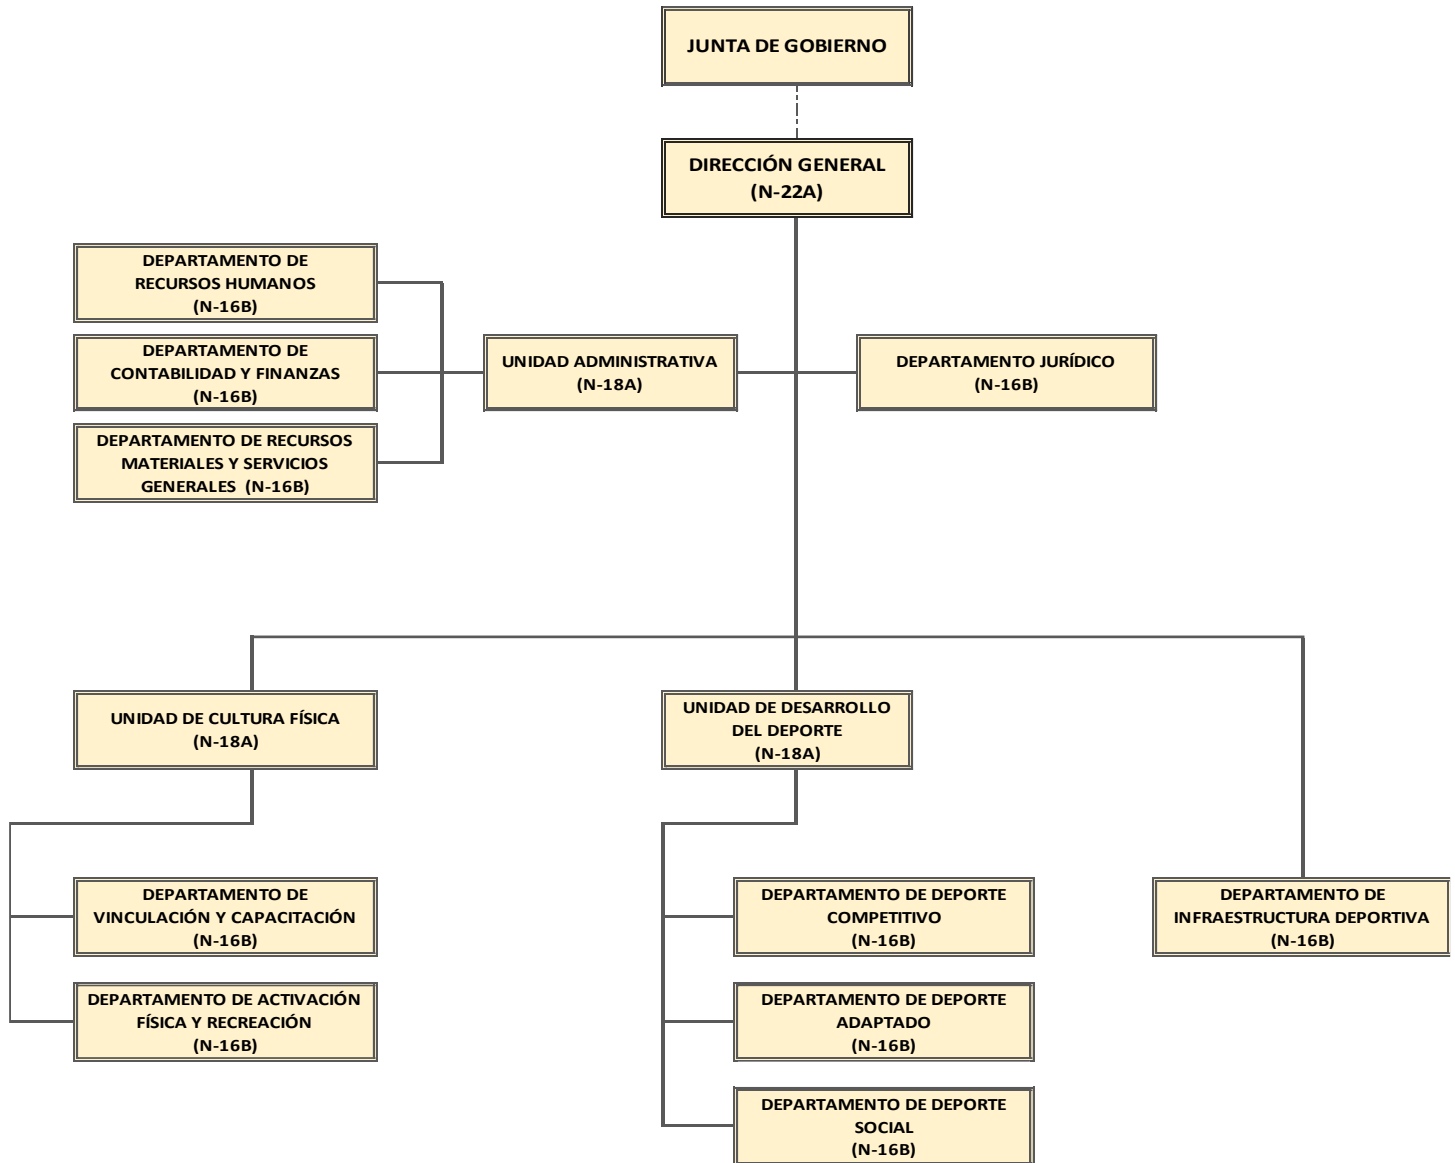 JUNTA DE GOBIERNO
DIRECCIÓN GENERAL
(N-22A)
DEPARTAMENTO DE
RECURSOS HUMANOS
(N-16B)
DEPARTAMENTO DE
CONTABILIDAD Y FINANZAS
(N-16B)
DEPARTAMENTO DE RECURSOS
MATERIALES Y SERVICIOS
GENERALES (N-16B)
UNIDAD ADMINISTRATIVA
(N-18A)
DEPARTAMENTO JURÍDICO
(N-16B)
UNIDAD DE CULTURA FÍSICA
(N-18A)
UNIDAD DE DESARROLLO
DEL DEPORTE
(N-18A)
DEPARTAMENTO DE
VINCULACIÓN Y CAPACITACIÓN
(N-16B)
DEPARTAMENTO DE ACTIVACIÓN
FÍSICA Y RECREACIÓN
(N-16B)
DEPARTAMENTO DE DEPORTE
COMPETITIVO
(N-16B)
DEPARTAMENTO DE DEPORTE
ADAPTADO
(N-16B)
DEPARTAMENTO DE DEPORTE
SOCIAL
(N-16B)
DEPARTAMENTO DE
INFRAESTRUCTURA DEPORTIVA
(N-16B)